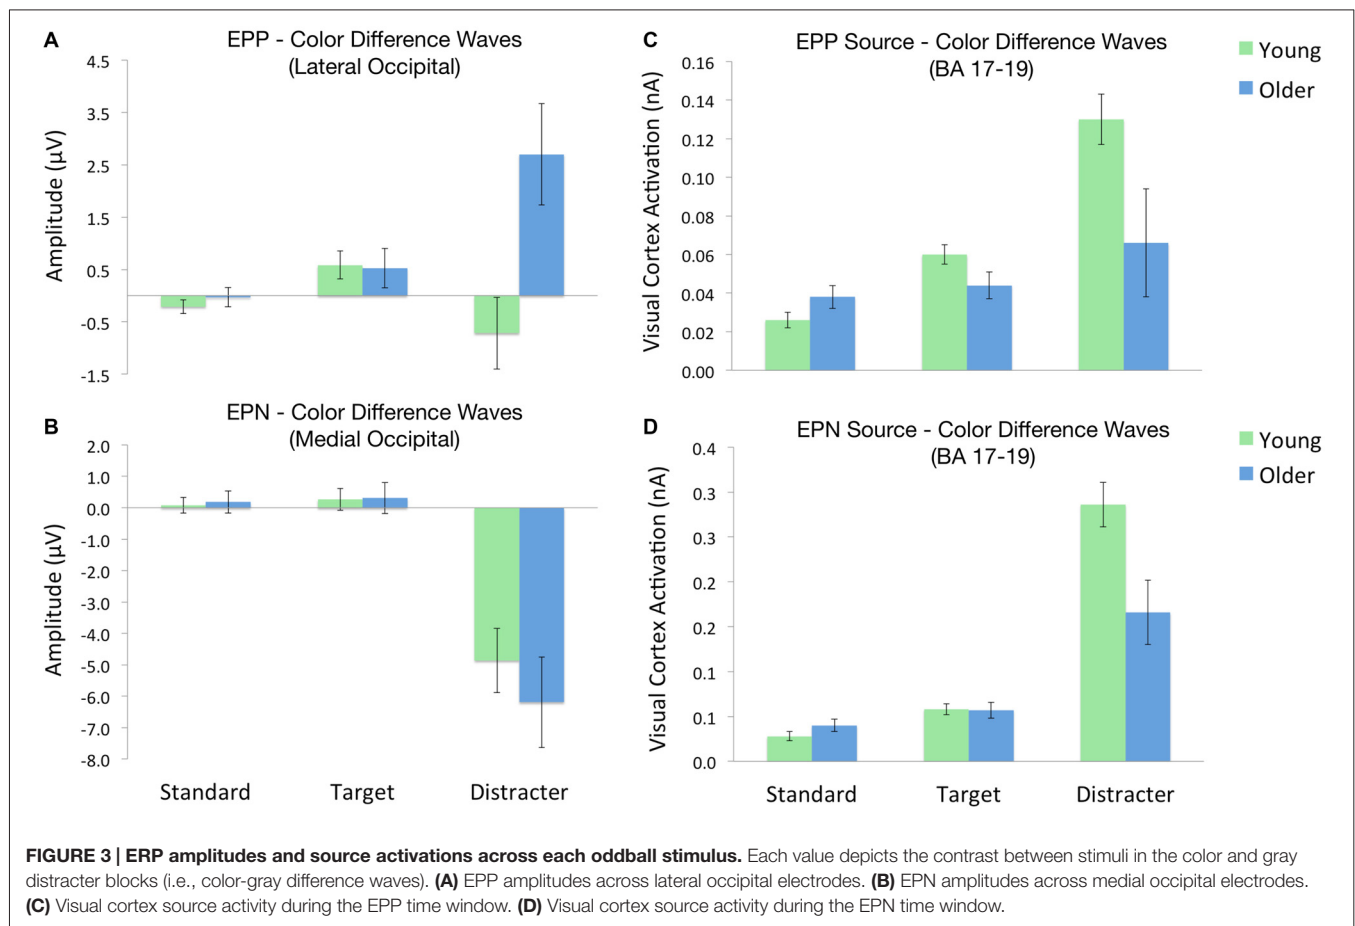 A
EPP - Color Difference Waves
(Lateral Occipital)
Amplitude (µV)
4.5
3.5
2.5
1.5
0.5
-0.5
-1.5
C
EPP Source - Color Difference Waves
(BA 17-19)
Visual Cortex Activation (nA)
0.16
0.14
0.12
0.10
0.08
0.06
0.04
0.02
0.00
Young
Older
B
EPN - Color Difference Waves
(Medial Occipital)
Amplitude (µV)
2.0
1.0
0.0
-1.0
-2.0
-3.0
-4.0
-5.0
-6.0
-7.0
-8.0
Standard Target Distracter
D
EPN Source - Color Difference Waves
(BA 17-19)
Visual Cortex Activation (nA)
0.4
0.3
0.3
0.2
0.2
0.1
0.1
0.0
Standard Target Distracter
Young
Older
FIGURE 3 | ERP amplitudes and source activations across each oddball stimulus. Each value depicts the contrast between stimuli in the color and gray
distracter blocks (i.e., color-gray difference waves). (A) EPP amplitudes across lateral occipital electrodes. (B) EPN amplitudes across medial occipital electrodes.
(C) Visual cortex source activity during the EPP time window. (D) Visual cortex source activity during the EPN time window.